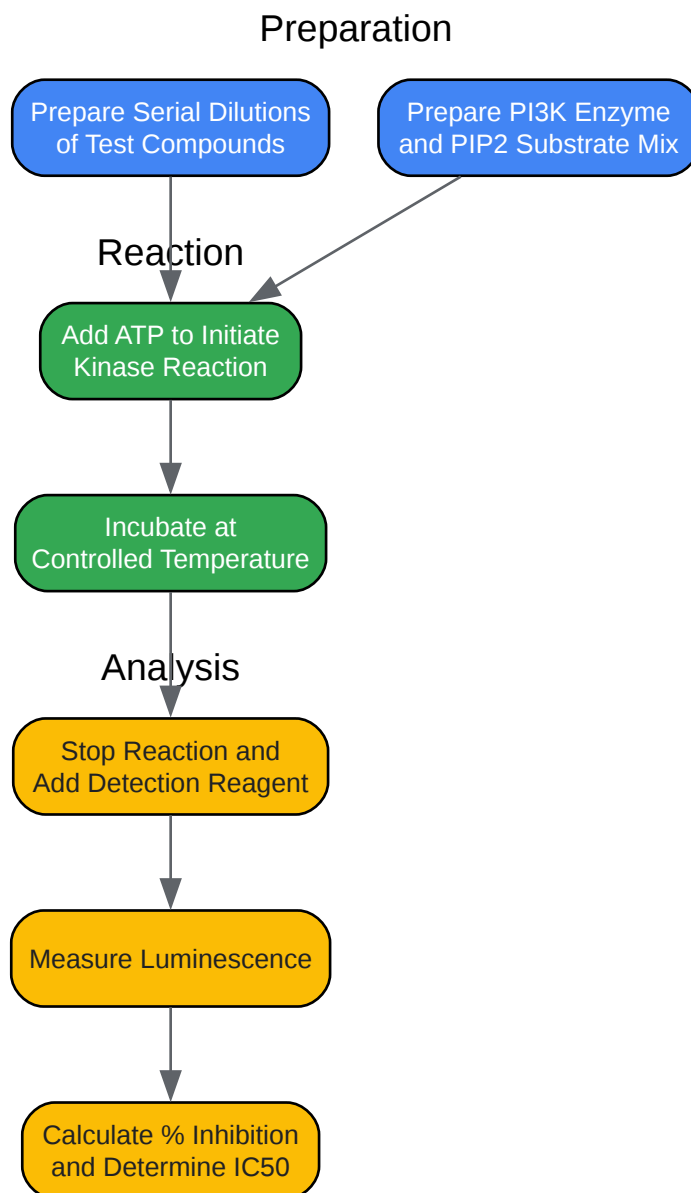 Preparation
Prepare Serial Dilutions
of Test Compounds
Prepare PI3K Enzyme
and PIP2 Substrate Mix
Reaction
Add ATP to Initiate
Kinase Reaction
Incubate at
Controlled Temperature
Analysis
Stop Reaction and
Add Detection Reagent
Measure Luminescence
Calculate % Inhibition
and Determine IC50